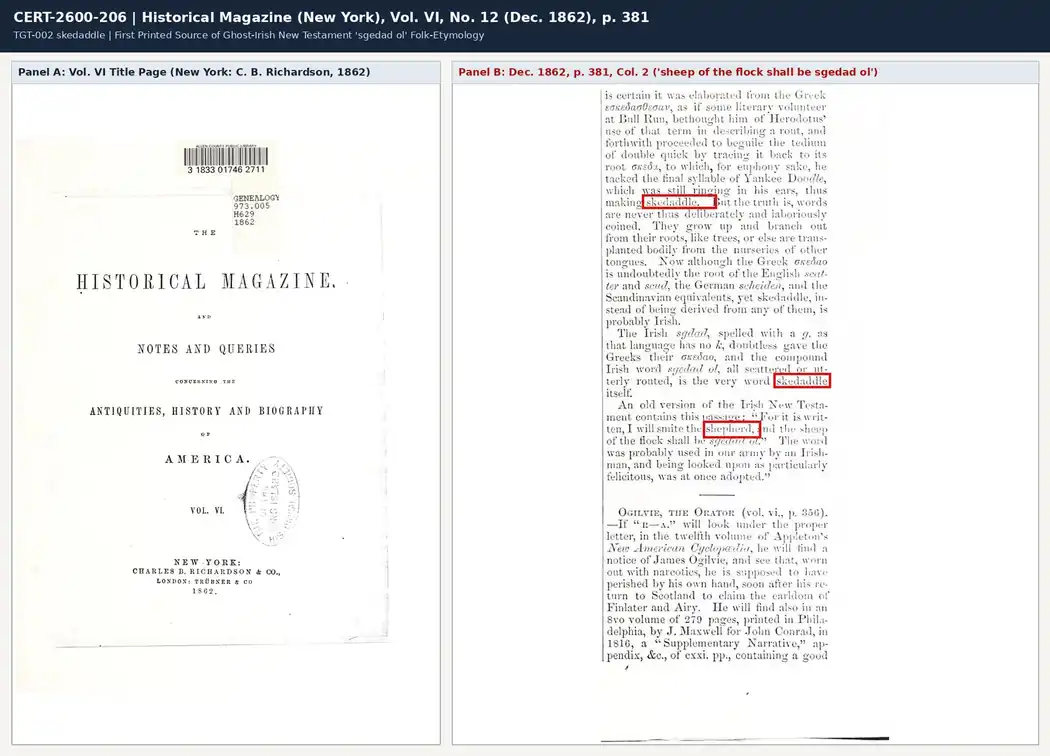 CERT-2600-206 | Historical Magazine (New York), Vol. VI, No. 12 (Dec. 1862), p. 381
TGT-002 skedaddle | First Printed Source of Ghost-Irish New Testament 'sgedad ol' Folk-Etymology
Panel A: Vol. VI Title Page (New York: C. B. Richardson, 1862)
ALLEN COUNTY PUBLIC LIBRARY
3 1833 01746 2711
GENEALOGY
973.005
H629
1862
THE
HISTORICAL MAGAZINE,
AND
NOTES AND QUERIES
CONCERNING THE
ANTIQUITIES, HISTORY AND BIOGRAPHY
OF
AMERICA.
VOL. VI.
NEW YORK:
CHARLES B. RICHARDSON & CO.,
LONDON: TRÜBNER & CO
1862.
Panel B: Dec. 1862, p. 381, Col. 2 ('sheep of the flock shall be sgedad ol')
is certain it was elaborated from the Greek
εσκεδασθεσαν, as if some literary volunteer
at Bull Run, bethought him of Herodotus'
use of that term in describing a rout, and
forthwith proceeded to beguile the tedium
of double quick by tracing it back to its
root σκεδα, to which, for euphony sake, he
tacked the final syllable of Yankee Doodle,
which was still ringing in his ears, thus
making skedaddle. But the truth is, words
are never thus deliberately and laboriously
coined. They grow up and branch out
from their roots, like trees, or else are trans-
planted bodily from the nurseries of other
tongues. Now although the Greek σκεδαο
is undoubtedly the root of the English scat-
ter and scud, the German scheiden, and the
Scandinavian equivalents, yet skedaddle, in-
stead of being derived from any of them, is
probably Irish.
The Irish sgdad, spelled with a g, as
that language has no k, doubtless gave the
Greeks their σκεδαο, and the compound
Irish word sgedad ol, all scattered or ut-
terly routed, is the very word skedaddle
itself.
An old version of the Irish New Testa-
ment contains this passage: "For it is writ-
ten, I will smite the shepherd, and the sheep
of the flock shall be sgedad ol." The word
was probably used in our army by an Irish-
man, and being looked upon as particularly
felicitous, was at once adopted."
OGILVIE, THE ORATOR (vol. vi., p. 356).
—If "R—A." will look under the proper
letter, in the twelfth volume of Appleton's
New American Cyclopædia, he will find a
notice of James Ogilvie, and see that, worn
out with narcotics, he is supposed to have
perished by his own hand, soon after his re-
turn to Scotland to claim the earldom of
Finlater and Airy. He will find also in an
8vo volume of 279 pages, printed in Phila-
delphia, by J. Maxwell for John Conrad, in
1816, a "Supplementary Narrative," ap-
pendix, &c., of cxxi. pp., containing a good